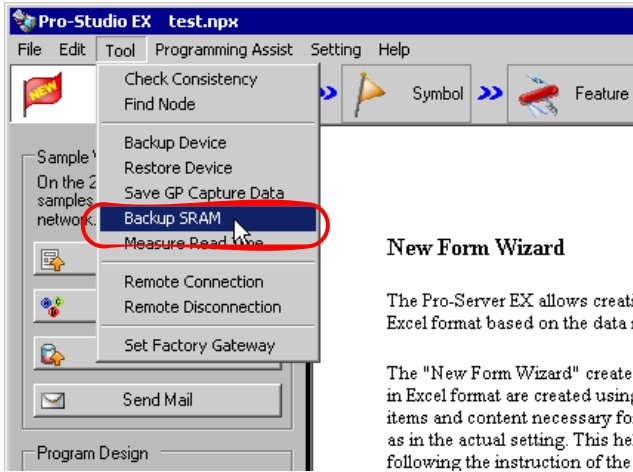 Pro-Studio EX test.npx
File Edit Tool Programming Assist Setting Help
NEW
Symbol
Feature
Check Consistency
Find Node
Backup Device
Restore Device
Save GP Capture Data
Backup SRAM
Measure Read Time
Remote Connection
Remote Disconnection
Set Factory Gateway
Sample
On the 2
samples
network.
Send Mail
Program Design
New Form Wizard
The Pro-Server EX allows creati
Excel format based on the data
The "New Form Wizard" create
in Excel format are created using
items and content necessary fo
as in the actual setting. This he
following the instruction of the